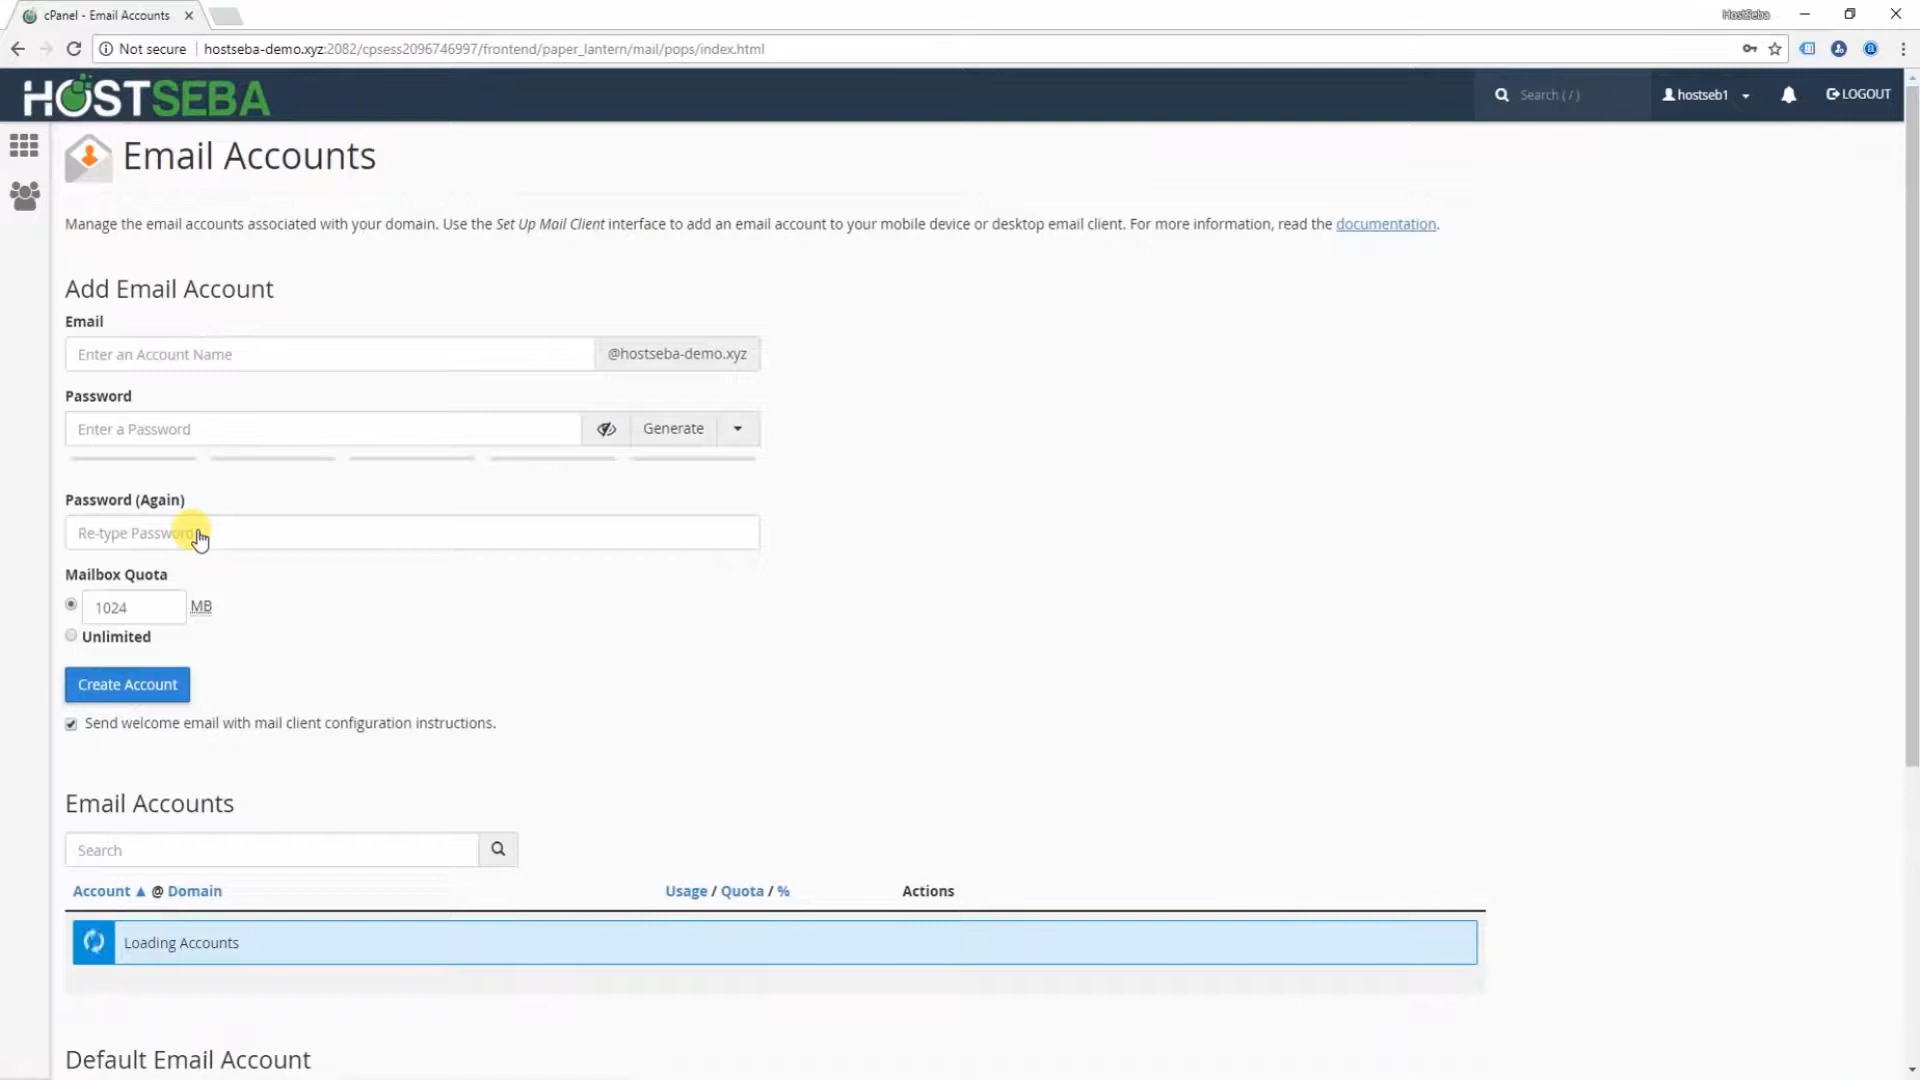 cPanel - Email Accounts
HostSeba
Not secure hostseba-demo.xyz:2082/cpsess2096746997/frontend/paper_lantern/mail/pops/index.html
HOSTSEBA
Search ( / )
hostseb1
LOGOUT
Email Accounts
Manage the email accounts associated with your domain. Use the Set Up Mail Client interface to add an email account to your mobile device or desktop email client. For more information, read the documentation.
Add Email Account
Email
Enter an Account Name @hostseba-demo.xyz
Password
Enter a Password Generate
Password (Again)
Re-type Password
Mailbox Quota
1024 MB
Unlimited
Create Account
Send welcome email with mail client configuration instructions.
Email Accounts
Search
Account ▲ @ Domain Usage / Quota / % Actions
Loading Accounts
Default Email Account